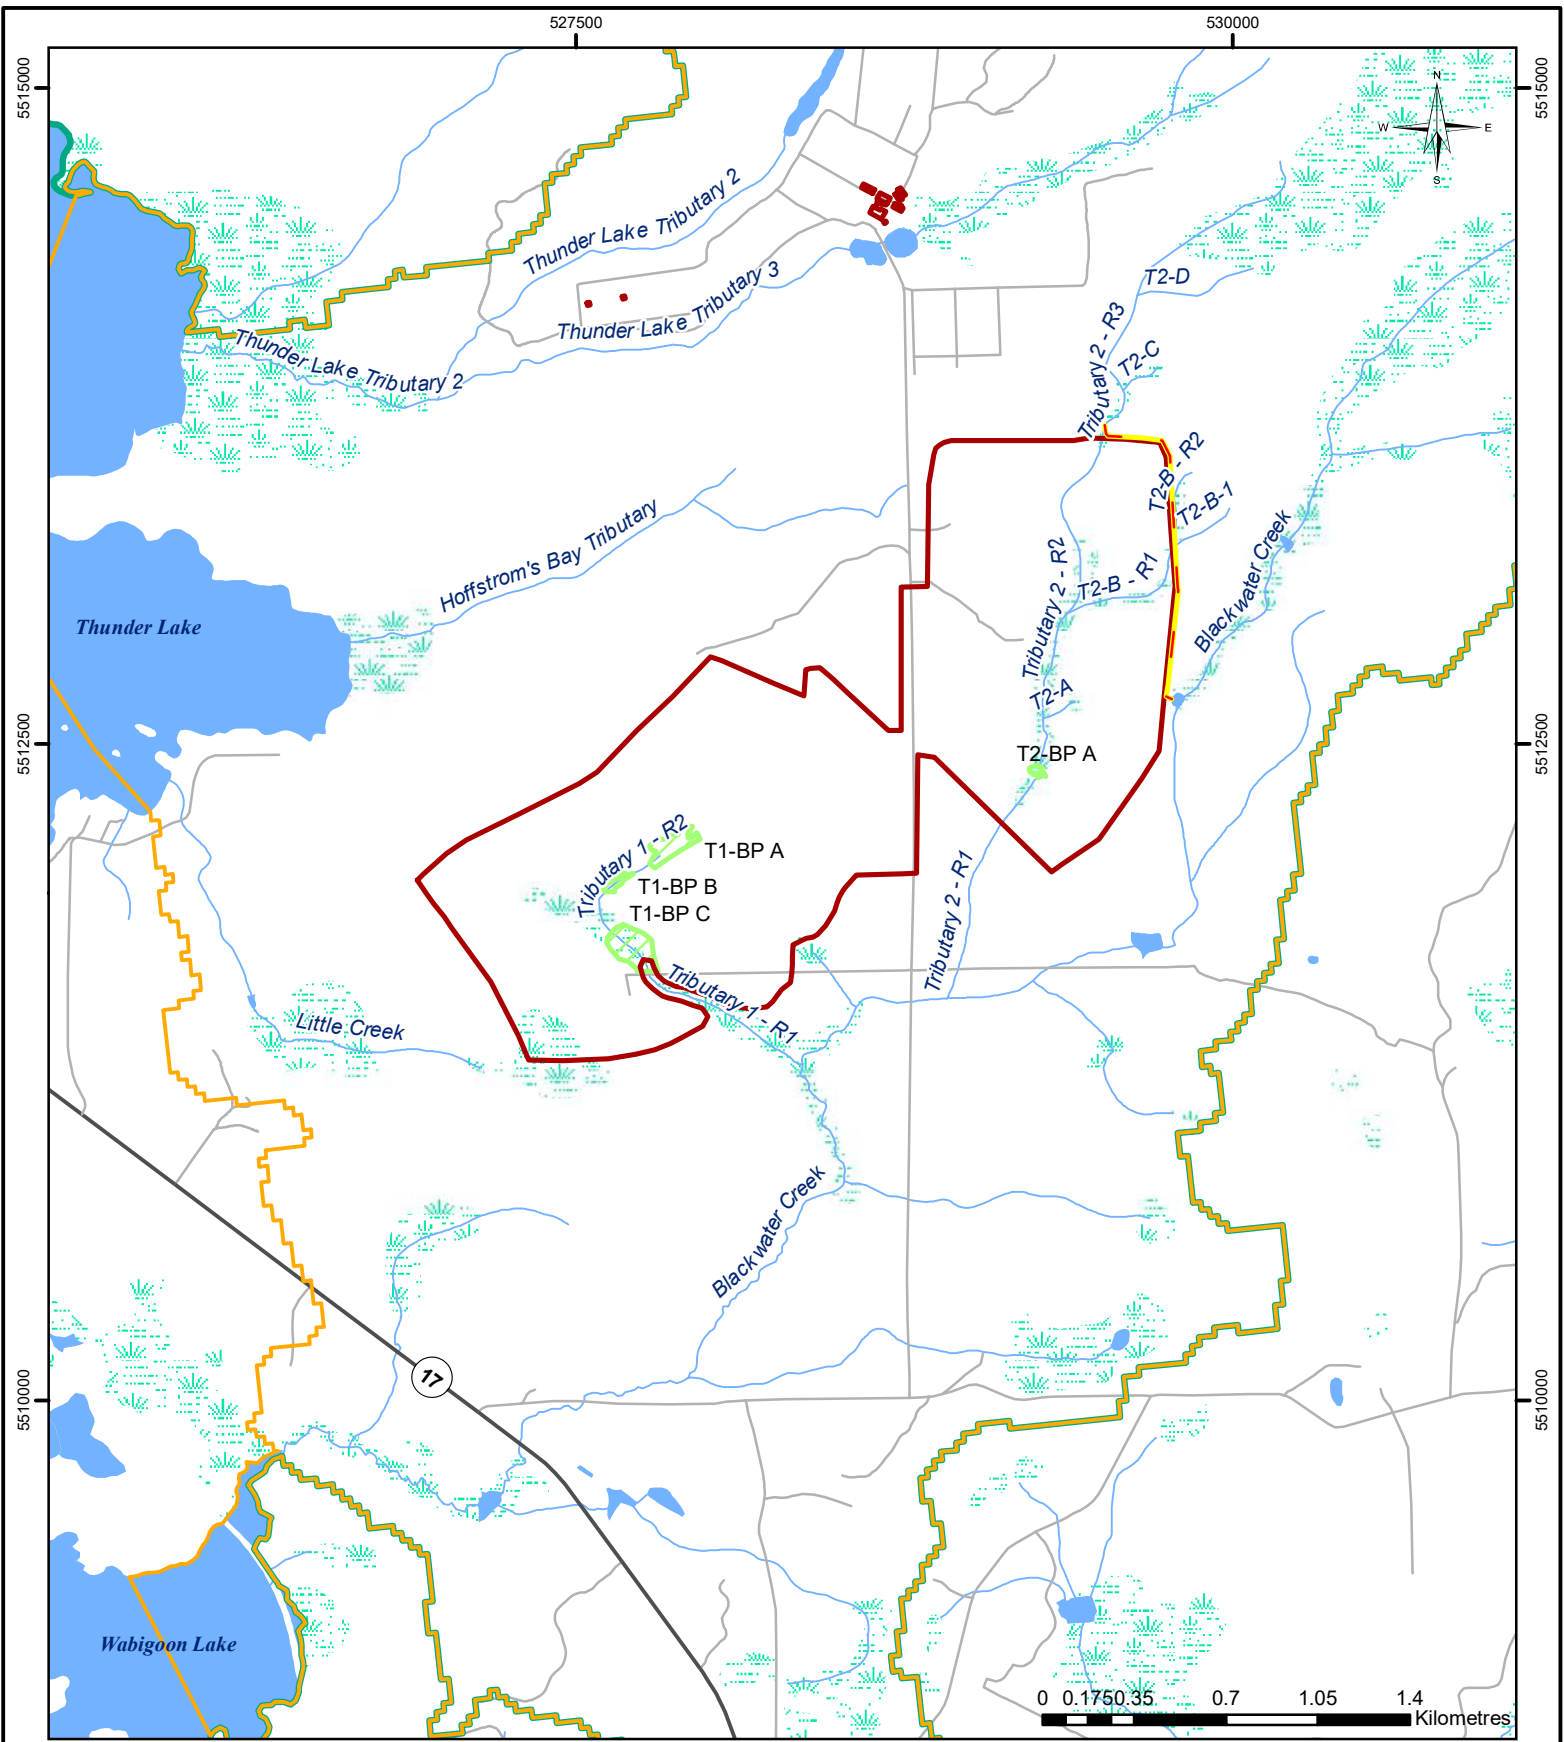 527500
530000
5515000
5515000
N
W
E
S
Thunder Lake Tributary 2
Thunder Lake Tributary 3
T2-D
Tributary 2 - R3
T2-C
Thunder Lake Tributary 2
T2-B - R2
T2-B-1
Hoffstrom's Bay Tributary
Tributary 2 - R2
T2-B - R1
Blackwater Creek
Thunder Lake
T2-A
5512500
5512500
T2-BP A
Tributary 1 - R2
T1-BP A
T1-BP B
T1-BP C
Tributary 2 - R1
Tributary 1 - R1
Little Creek
Blackwater Creek
17
5510000
5510000
Wabigoon Lake
0 0.175 0.35 0.7 1.05 1.4
Kilometres